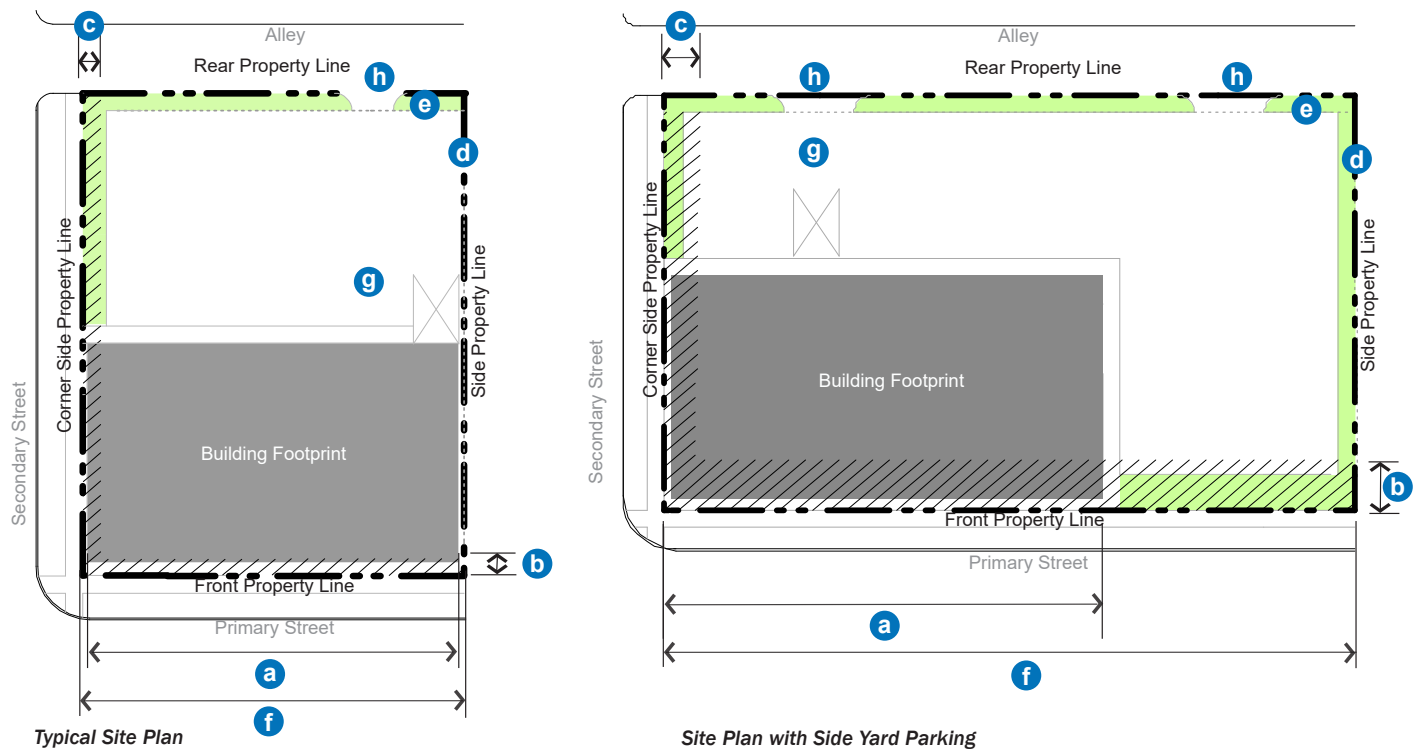 c
Alley
Rear Property Line
h
e
d
Corner Side Property Line
Side Property Line
g
Secondary Street
Building Footprint
b
Front Property Line
Primary Street
a
f
Typical Site Plan
c
Alley
Rear Property Line
h
h
e
d
g
Corner Side Property Line
Side Property Line
Secondary Street
Building Footprint
b
Front Property Line
Primary Street
a
f
Site Plan with Side Yard Parking